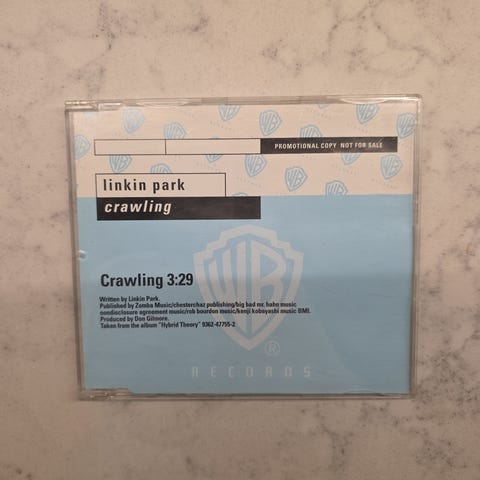 PROMOTIONAL COPY NOT FOR SALE
linkin park
crawling
Crawling 3:29
Written by Linkin Park.
Published by Zomba Music/chesterchaz publishing/big bad mr. hahn music
nondisclosure agreement music/rob bourdon music/kenji kobayashi music BMI.
Produced by Don Gilmore.
Taken from the album "Hybrid Theory" 9362-47755-2
WB
®
RECORDS